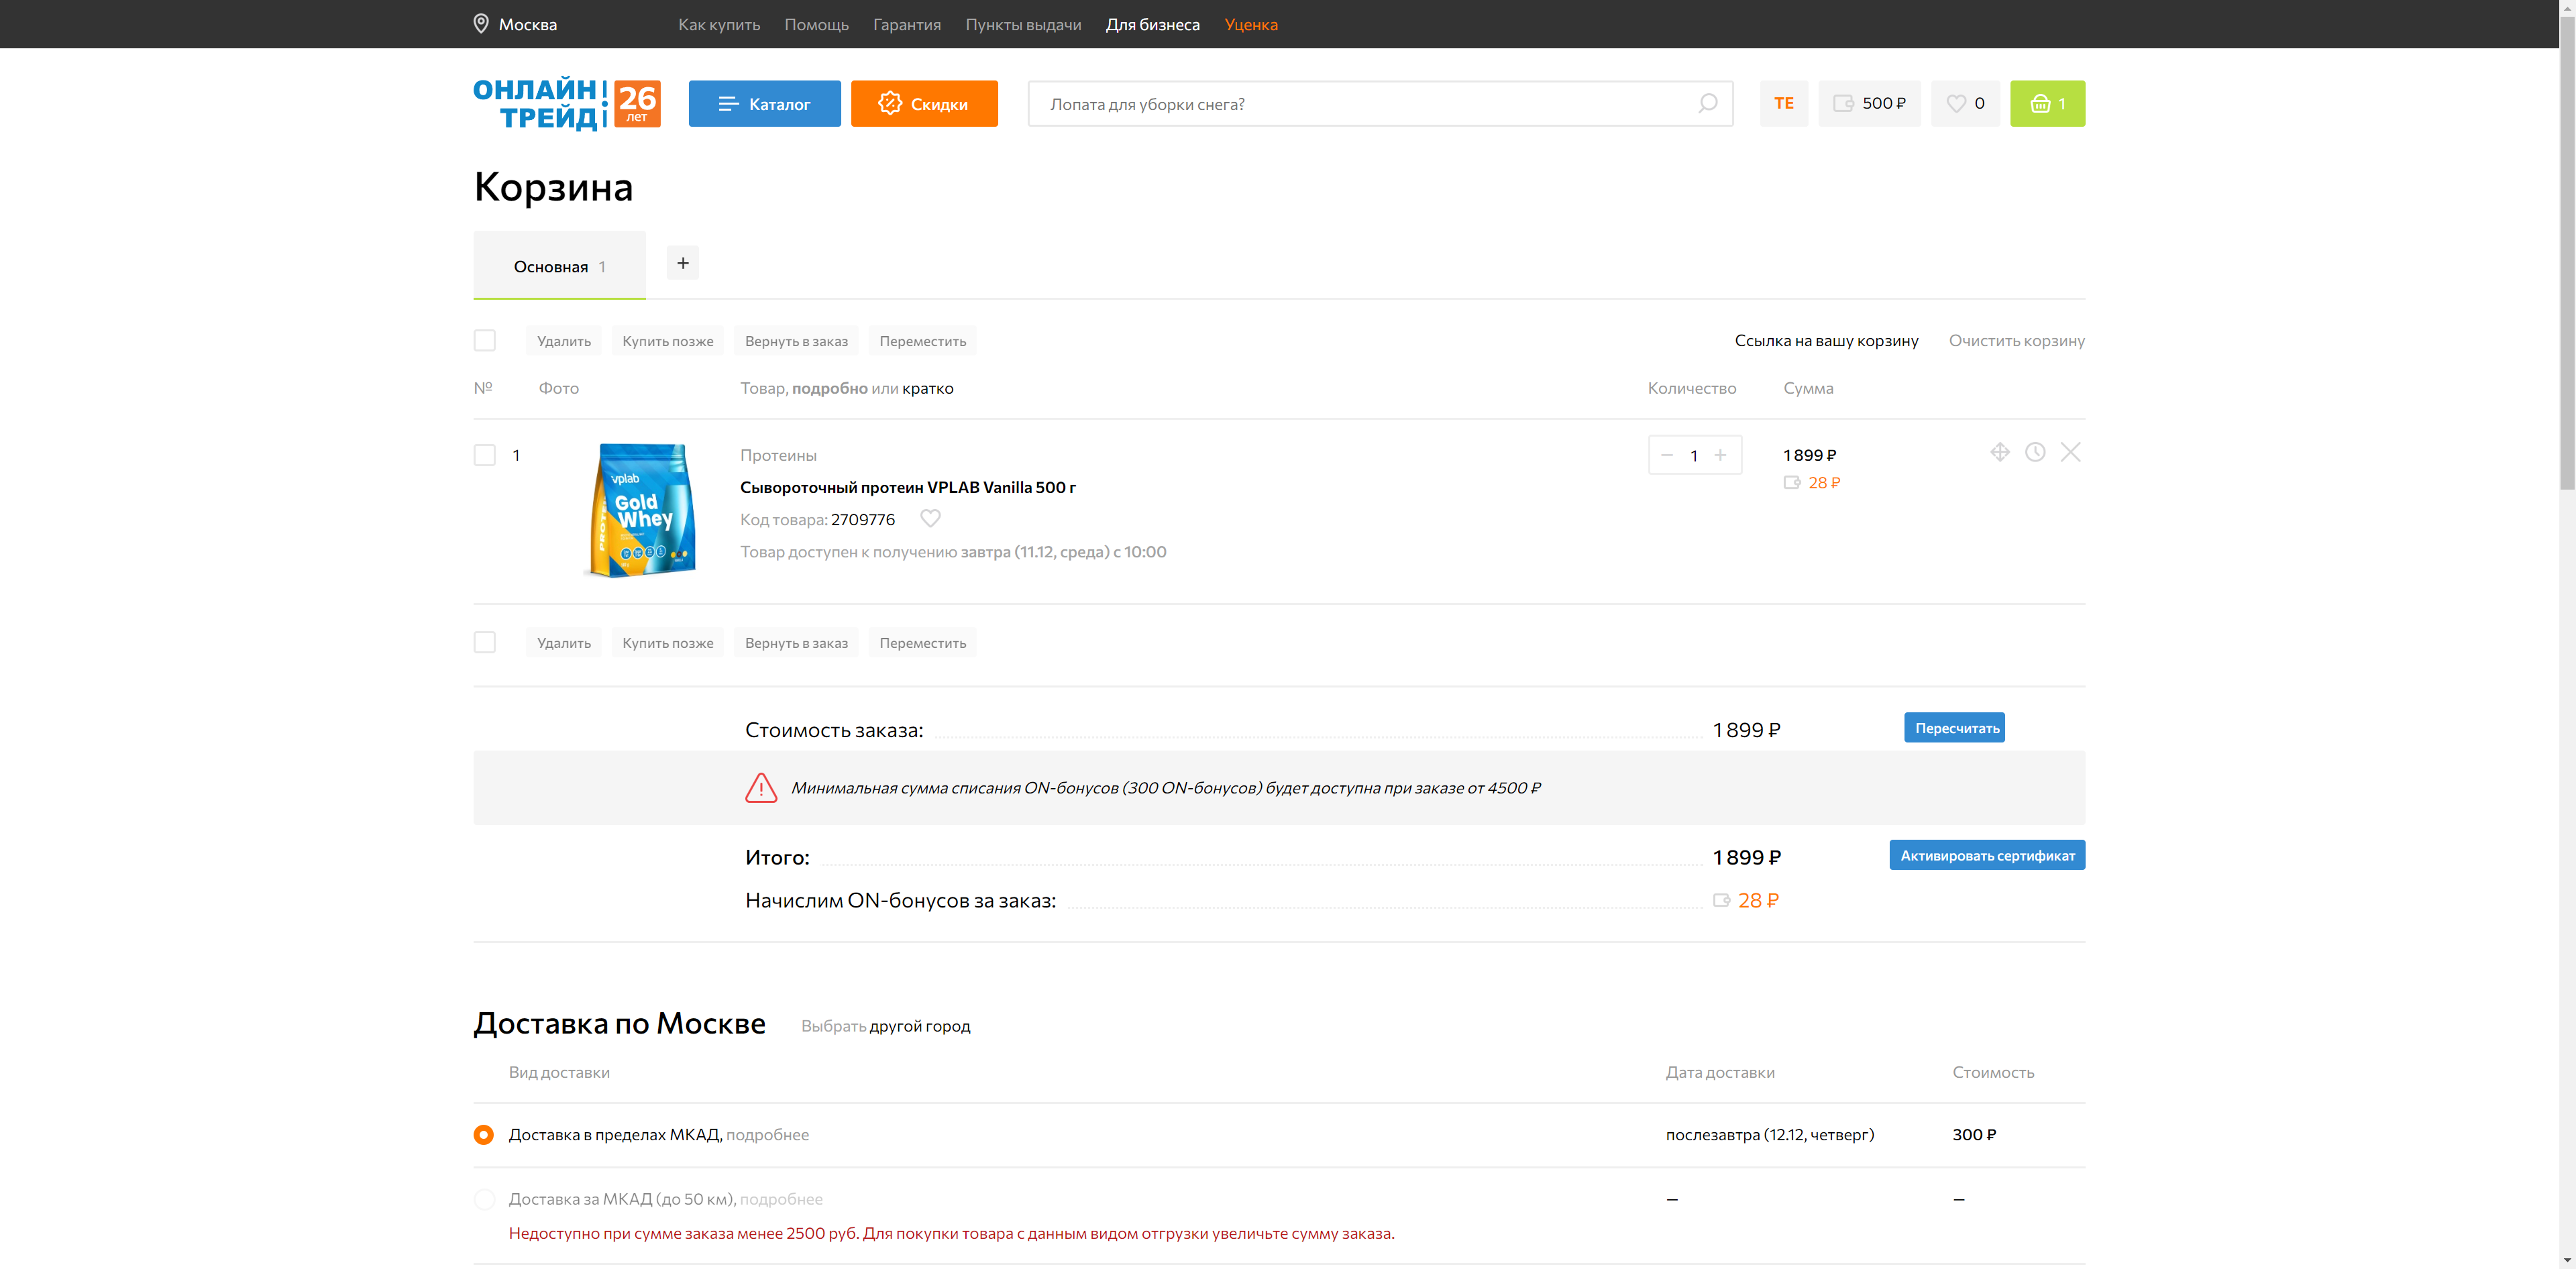 Москва Как купить Помощь Гарантия Пункты выдачи Для бизнеса Уценка
ОНЛАЙН ТРЕЙД 26 лет
Каталог Скидки Лопата для уборки снега? ТЕ 500 ₽ 0 1
Корзина
Основная 1 +
Удалить Купить позже Вернуть в заказ Переместить Ссылка на вашу корзину Очистить корзину
№ Фото Товар, подробно или кратко Количество Сумма
1 Протеины − 1 + 1 899 ₽
28 ₽
vplab
Gold
Whey
Сывороточный протеин VPLAB Vanilla 500 г
Код товара: 2709776
Товар доступен к получению завтра (11.12, среда) с 10:00
Удалить Купить позже Вернуть в заказ Переместить
Стоимость заказа: 1 899 ₽ Пересчитать
Минимальная сумма списания ON-бонусов (300 ON-бонусов) будет доступна при заказе от 4500 ₽
Итого: 1 899 ₽ Активировать сертификат
Начислим ON-бонусов за заказ: 28 ₽
Доставка по Москве Выбрать другой город
Вид доставки Дата доставки Стоимость
Доставка в пределах МКАД, подробнее послезавтра (12.12, четверг) 300 ₽
Доставка за МКАД (до 50 км), подробнее — —
Недоступно при сумме заказа менее 2500 руб. Для покупки товара с данным видом отгрузки увеличьте сумму заказа.